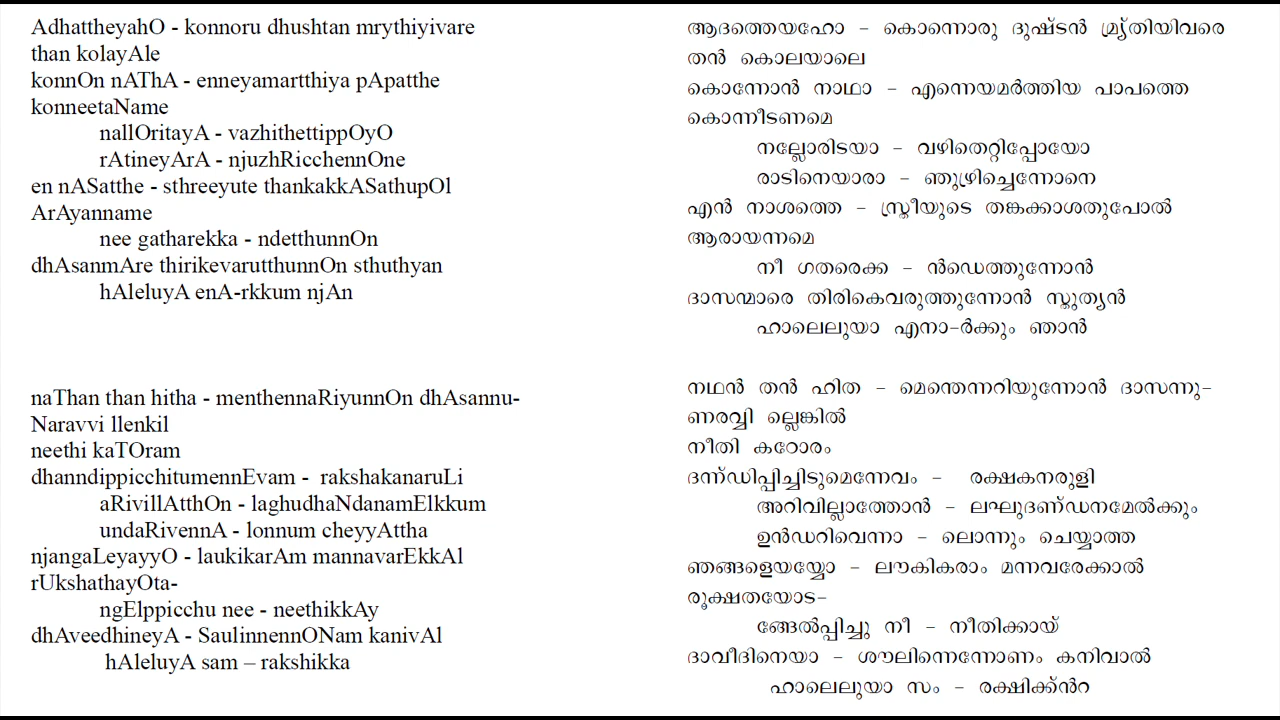 AdhattheyahO - konnoru dhushtan mrythiyivare
than kolayAle
konnOn nAThA - enneyamartthiya pApatthe
konneetaName
nallOritayA - vazhithettippOyO
rAtineyArA - njuzhRicchennOne
en nASatthe - sthreeyute thankakkASathupOl
ArAyanname
nee gatharekka - ndetthunnOn
dhAsanmAre thirikevarutthunnOn sthuthyan
hAleluyA enA-rkkum njAn
naThan than hitha - menthennaRiyunnOn dhAsannu-
Naravvi llenkil
neethi kaTOram
dhanndippicchitumennEvam - rakshakanaruLi
aRivillAtthOn - laghudhaNdanamElkkum
undaRivennA - lonnum cheyyAttha
njangaLeyayyO - laukikarAm mannavarEkkAl
rUkshathayOta-
ngElppicchu nee - neethikkAy
dhAveedhineyA - SaulinnennONam kanivAl
hAleluyA sam – rakshikka
ആദത്തെയഹോ - കൊന്നൊരു ദുഷ്ടൻ മ്ര്യ്തിയിവരെ
തൻ കൊലയാലെ
കൊന്നോൻ നാഥാ - എന്നെയമർത്തിയ പാപത്തെ
കൊന്നീടണമെ
നല്ലോരിടയാ - വഴിതെറ്റിപ്പോയോ
രാടിനെയാരാ - ഞുഴ്രിച്ചെന്നോനെ
എൻ നാശത്തെ - സ്ത്രീയുടെ തങ്കക്കാശതുപോൽ
ആരായന്നമെ
നീ ഗതരെക്ക - ൻഡെത്തുന്നോൻ
ദാസന്മാരെ തിരികെവരുത്തുന്നോൻ സ്തുത്യൻ
ഹാലെലുയാ എനാ-ർക്കും ഞാൻ
നഥൻ തൻ ഹിത - മെന്തെന്നറിയുന്നോൻ ദാസന്നു-
ണരവ്വി ല്ലെങ്കിൽ
നീതി കഠോരം
ദന്ന്ഡിപ്പിച്ചിടുമെന്നേവം - രക്ഷകനരുളി
അറിവില്ലാത്തോൻ - ലഘുദണ്ഡനമേൽക്കും
ഉൻഡറിവെന്നാ - ലൊന്നും ചെയ്യാത്ത
ഞങ്ങളെയയ്യോ - ലൗകികരാം മന്നവരേക്കാൽ
രൂക്ഷതയോട-
ങ്ങേൽപ്പിച്ചു നീ - നീതിക്കായ്
ദാവീദിനെയാ - ശൗലിന്നെന്നോണം കനിവാൽ
ഹാലെലുയാ സം - രക്ഷിക്ക്ൻറ